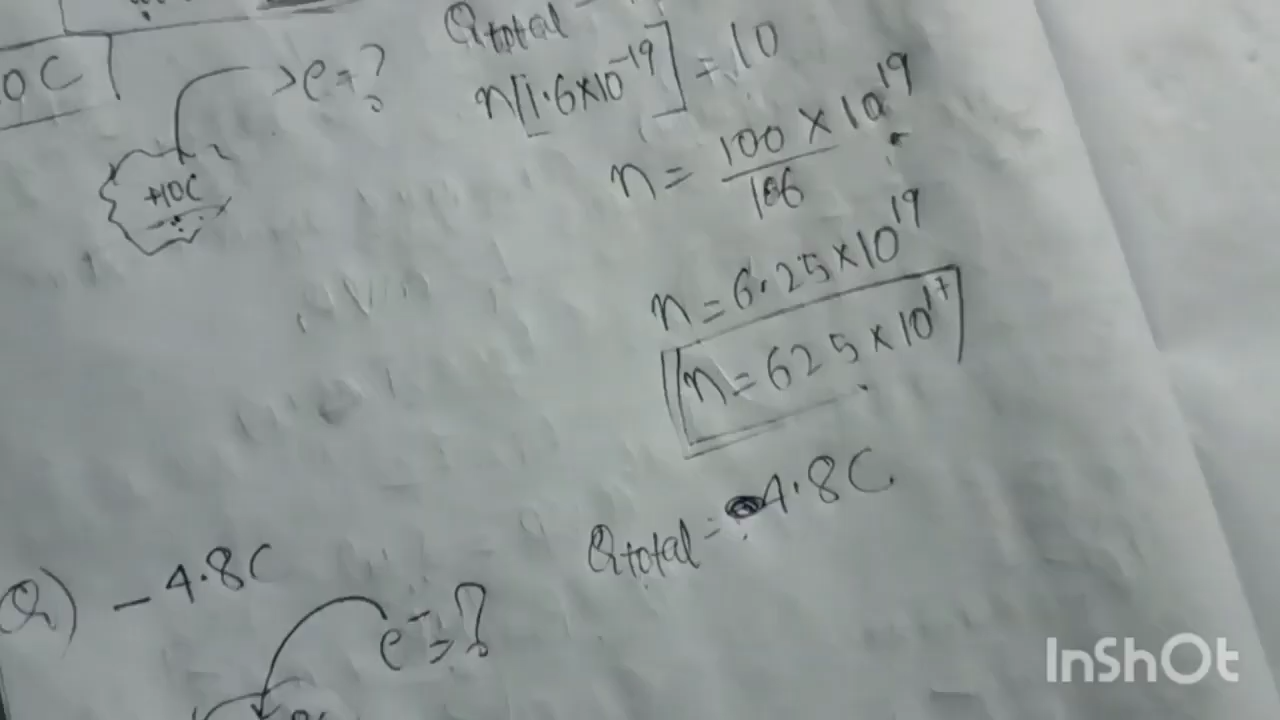 Qtotal =
0C
e = ?
n[1.6×10⁻¹⁹] = 10
+10C
n = 100 × 10¹⁹
106
n = 6.25×10¹⁹
n = 625×10¹⁷
Qtotal = 4.8C
Q) - 4.8C
e⁻ = ?
InShOt